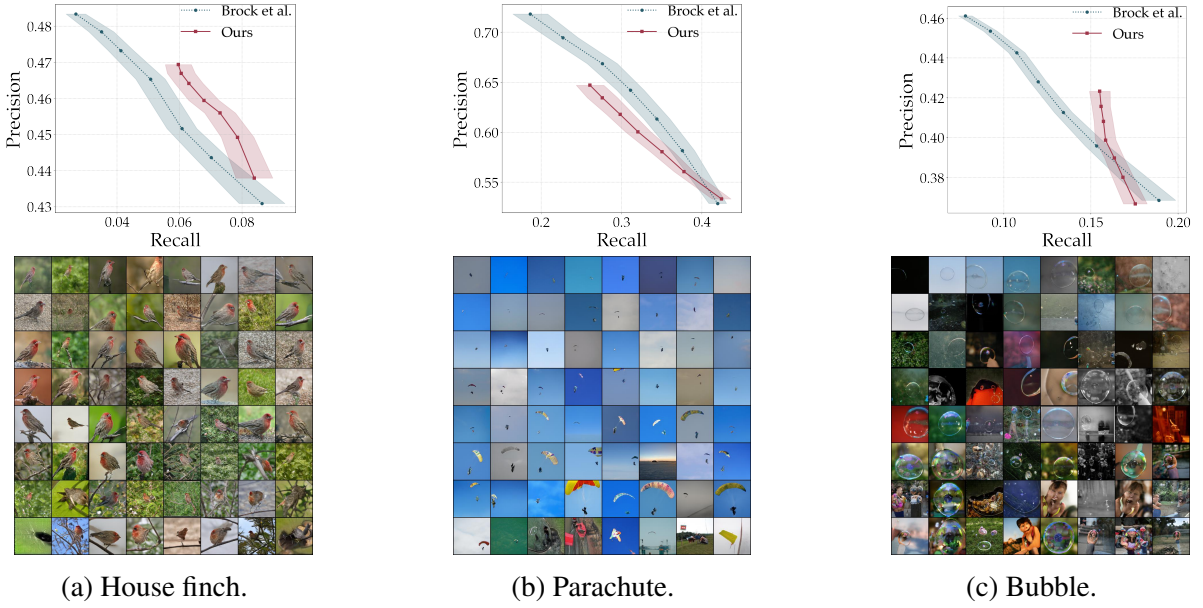 Brock et al.
Ours
0.48
0.47
0.46
0.45
0.44
0.43
Precision
0.04
0.06
0.08
Recall
Brock et al.
Ours
0.70
0.65
0.60
0.55
Precision
0.2
0.3
0.4
Recall
Brock et al.
Ours
0.46
0.44
0.42
0.40
0.38
Precision
0.10
0.15
0.20
Recall
(a) House finch.
(b) Parachute.
(c) Bubble.